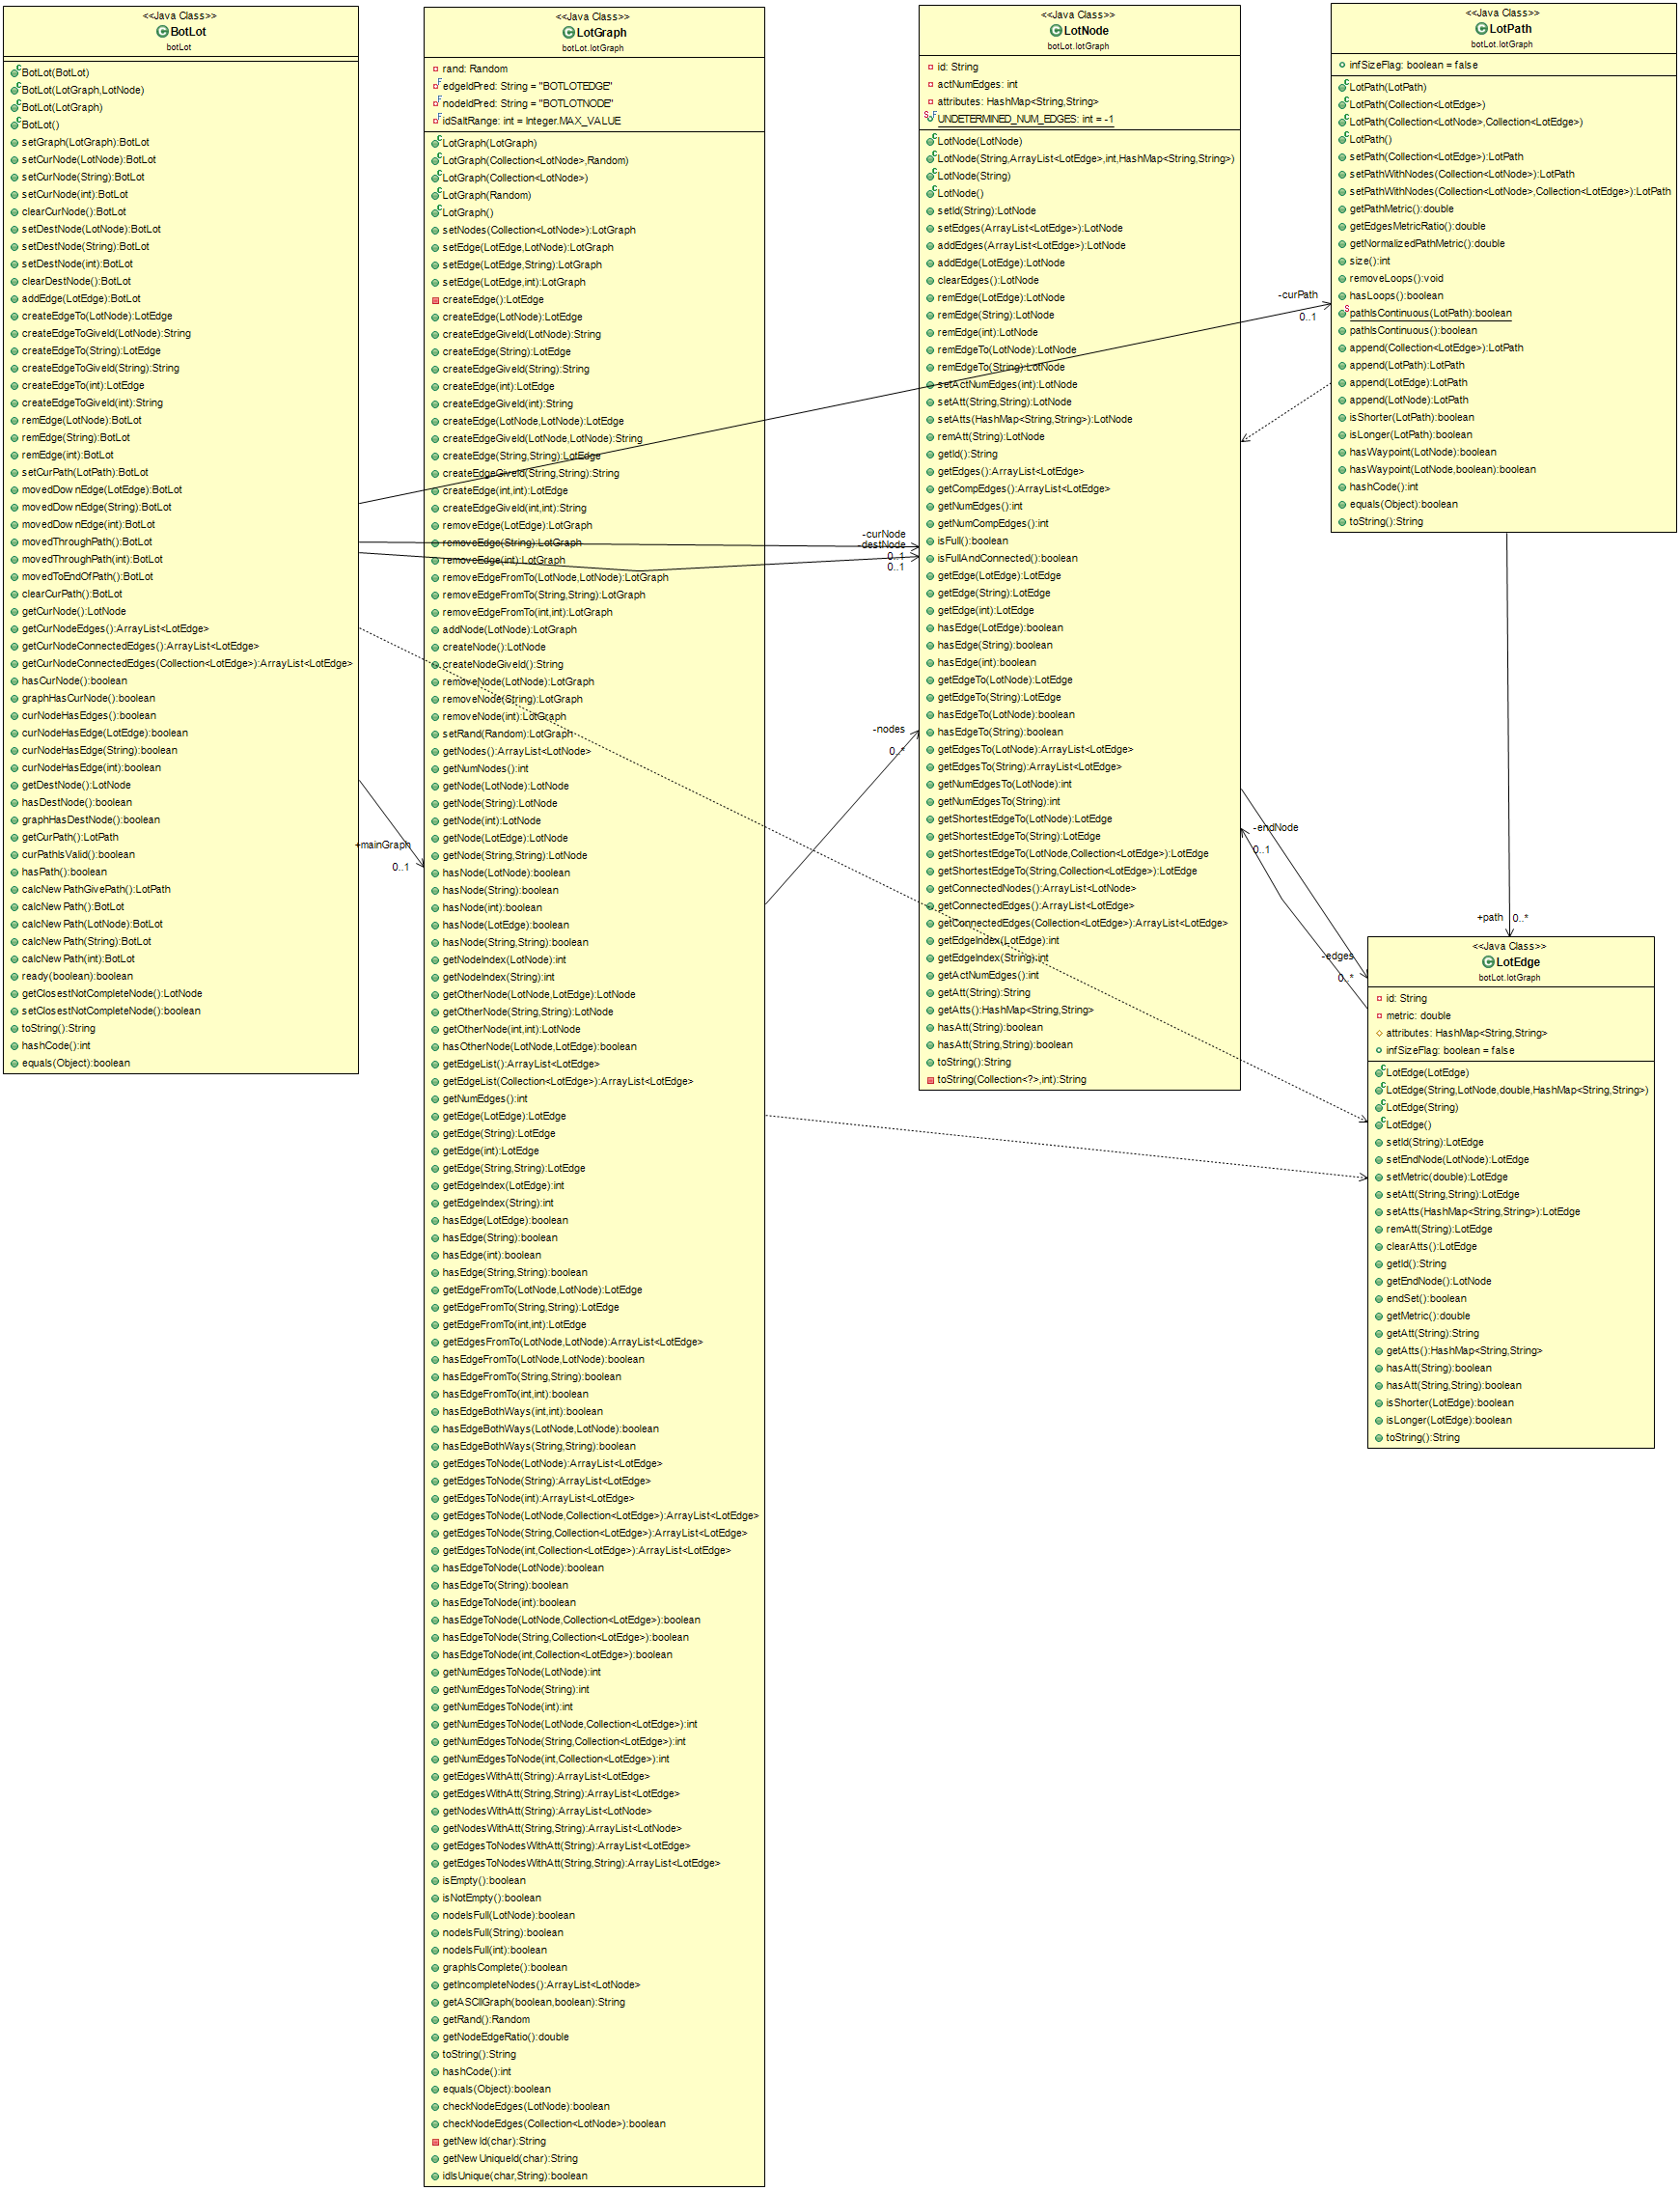 <<Java Class>>
BotLot
botLot
BotLot(BotLot)
BotLot(LotGraph,LotNode)
BotLot(LotGraph)
BotLot()
setGraph(LotGraph):BotLot
setCurNode(LotNode):BotLot
setCurNode(String):BotLot
setCurNode(int):BotLot
clearCurNode():BotLot
setDestNode(LotNode):BotLot
setDestNode(String):BotLot
setDestNode(int):BotLot
clearDestNode():BotLot
addEdge(LotEdge):BotLot
createEdgeTo(LotNode):LotEdge
createEdgeToGiveId(LotNode):String
createEdgeTo(String):LotEdge
createEdgeToGiveId(String):String
createEdgeTo(int):LotEdge
createEdgeToGiveId(int):String
remEdge(LotNode):BotLot
remEdge(String):BotLot
remEdge(int):BotLot
setCurPath(LotPath):BotLot
movedDownEdge(LotEdge):BotLot
movedDownEdge(String):BotLot
movedDownEdge(int):BotLot
movedThroughPath():BotLot
movedThroughPath(int):BotLot
movedToEndOfPath():BotLot
clearCurPath():BotLot
getCurNode():LotNode
getCurNodeEdges():ArrayList<LotEdge>
getCurNodeConnectedEdges():ArrayList<LotEdge>
getCurNodeConnectedEdges(Collection<LotEdge>):ArrayList<LotEdge>
hasCurNode():boolean
graphHasCurNode():boolean
curNodeHasEdges():boolean
curNodeHasEdge(LotEdge):boolean
curNodeHasEdge(String):boolean
curNodeHasEdge(int):boolean
getDestNode():LotNode
hasDestNode():boolean
graphHasDestNode():boolean
getCurPath():LotPath
curPathIsValid():boolean
hasPath():boolean
calcNewPathGivePath():LotPath
calcNewPath():BotLot
calcNewPath(LotNode):BotLot
calcNewPath(String):BotLot
calcNewPath(int):BotLot
ready(boolean):boolean
getClosestNotCompleteNode():LotNode
setClosestNotCompleteNode():boolean
toString():String
hashCode():int
equals(Object):boolean
+mainGraph
0..1
<<Java Class>>
LotGraph
botLot.lotGraph
rand: Random
edgeIdPred: String = "BOTLOTEDGE"
nodeIdPred: String = "BOTLOTNODE"
idSaltRange: int = Integer.MAX_VALUE
LotGraph(LotGraph)
LotGraph(Collection<LotNode>,Random)
LotGraph(Collection<LotNode>)
LotGraph(Random)
LotGraph()
setNodes(Collection<LotNode>):LotGraph
setEdge(LotEdge,LotNode):LotGraph
setEdge(LotEdge,String):LotGraph
setEdge(LotEdge,int):LotGraph
createEdge():LotEdge
createEdge(LotNode):LotEdge
createEdgeGiveId(LotNode):String
createEdge(String):LotEdge
createEdgeGiveId(String):String
createEdge(int):LotEdge
createEdgeGiveId(int):String
createEdge(LotNode,LotNode):LotEdge
createEdgeGiveId(LotNode,LotNode):String
createEdge(String,String):LotEdge
createEdgeGiveId(String,String):String
createEdge(int,int):LotEdge
createEdgeGiveId(int,int):String
removeEdge(LotEdge):LotGraph
removeEdge(String):LotGraph
removeEdge(int):LotGraph
removeEdgeFromTo(LotNode,LotNode):LotGraph
removeEdgeFromTo(String,String):LotGraph
removeEdgeFromTo(int,int):LotGraph
addNode(LotNode):LotGraph
createNode():LotNode
createNodeGiveId():String
removeNode(LotNode):LotGraph
removeNode(String):LotGraph
removeNode(int):LotGraph
setRand(Random):LotGraph
getNodes():ArrayList<LotNode>
getNumNodes():int
getNode(LotNode):LotNode
getNode(String):LotNode
getNode(int):LotNode
getNode(LotEdge):LotNode
getNode(String,String):LotNode
hasNode(LotNode):boolean
hasNode(String):boolean
hasNode(int):boolean
hasNode(LotEdge):boolean
hasNode(String,String):boolean
getNodeIndex(LotNode):int
getNodeIndex(String):int
getOtherNode(LotNode,LotEdge):LotNode
getOtherNode(String,String):LotNode
getOtherNode(int,int):LotNode
hasOtherNode(LotNode,LotEdge):boolean
getEdgeList():ArrayList<LotEdge>
getEdgeList(Collection<LotEdge>):ArrayList<LotEdge>
getNumEdges():int
getEdge(LotEdge):LotEdge
getEdge(String):LotEdge
getEdge(int):LotEdge
getEdge(String,String):LotEdge
getEdgeIndex(LotEdge):int
getEdgeIndex(String):int
hasEdge(LotEdge):boolean
hasEdge(String):boolean
hasEdge(int):boolean
hasEdge(String,String):boolean
getEdgeFromTo(LotNode,LotNode):LotEdge
getEdgeFromTo(String,String):LotEdge
getEdgeFromTo(int,int):LotEdge
getEdgesFromTo(LotNode,LotNode):ArrayList<LotEdge>
hasEdgeFromTo(LotNode,LotNode):boolean
hasEdgeFromTo(String,String):boolean
hasEdgeFromTo(int,int):boolean
hasEdgeBothWays(int,int):boolean
hasEdgeBothWays(LotNode,LotNode):boolean
hasEdgeBothWays(String,String):boolean
getEdgesToNode(LotNode):ArrayList<LotEdge>
getEdgesToNode(String):ArrayList<LotEdge>
getEdgesToNode(int):ArrayList<LotEdge>
getEdgesToNode(LotNode,Collection<LotEdge>):ArrayList<LotEdge>
getEdgesToNode(String,Collection<LotEdge>):ArrayList<LotEdge>
getEdgesToNode(int,Collection<LotEdge>):ArrayList<LotEdge>
hasEdgeToNode(LotNode):boolean
hasEdgeTo(String):boolean
hasEdgeToNode(int):boolean
hasEdgeToNode(LotNode,Collection<LotEdge>):boolean
hasEdgeToNode(String,Collection<LotEdge>):boolean
hasEdgeToNode(int,Collection<LotEdge>):boolean
getNumEdgesToNode(LotNode):int
getNumEdgesToNode(String):int
getNumEdgesToNode(int):int
getNumEdgesToNode(LotNode,Collection<LotEdge>):int
getNumEdgesToNode(String,Collection<LotEdge>):int
getNumEdgesToNode(int,Collection<LotEdge>):int
getEdgesWithAtt(String):ArrayList<LotEdge>
getEdgesWithAtt(String,String):ArrayList<LotEdge>
getNodesWithAtt(String):ArrayList<LotNode>
getNodesWithAtt(String,String):ArrayList<LotNode>
getEdgesToNodesWithAtt(String):ArrayList<LotEdge>
getEdgesToNodesWithAtt(String,String):ArrayList<LotEdge>
isEmpty():boolean
isNotEmpty():boolean
nodeIsFull(LotNode):boolean
nodeIsFull(String):boolean
nodeIsFull(int):boolean
graphIsComplete():boolean
getIncompleteNodes():ArrayList<LotNode>
getASCIIGraph(boolean,boolean):String
getRand():Random
getNodeEdgeRatio():double
toString():String
hashCode():int
equals(Object):boolean
checkNodeEdges(LotNode):boolean
checkNodeEdges(Collection<LotNode>):boolean
getNewId(char):String
getNewUniqueId(char):String
idIsUnique(char,String):boolean
-curNode
-destNode
0..1
0..1
-nodes
0..*
<<Java Class>>
LotNode
botLot.lotGraph
id: String
actNumEdges: int
attributes: HashMap<String,String>
UNDETERMINED_NUM_EDGES: int = -1
LotNode(LotNode)
LotNode(String,ArrayList<LotEdge>,int,HashMap<String,String>)
LotNode(String)
LotNode()
setId(String):LotNode
setEdges(ArrayList<LotEdge>):LotNode
addEdges(ArrayList<LotEdge>):LotNode
addEdge(LotEdge):LotNode
clearEdges():LotNode
remEdge(LotEdge):LotNode
remEdge(String):LotNode
remEdge(int):LotNode
remEdgeTo(LotNode):LotNode
remEdgeTo(String):LotNode
setActNumEdges(int):LotNode
setAtt(String,String):LotNode
setAtts(HashMap<String,String>):LotNode
remAtt(String):LotNode
getId():String
getEdges():ArrayList<LotEdge>
getCompEdges():ArrayList<LotEdge>
getNumEdges():int
getNumCompEdges():int
isFull():boolean
isFullAndConnected():boolean
getEdge(LotEdge):LotEdge
getEdge(String):LotEdge
getEdge(int):LotEdge
hasEdge(LotEdge):boolean
hasEdge(String):boolean
hasEdge(int):boolean
getEdgeTo(LotNode):LotEdge
getEdgeTo(String):LotEdge
hasEdgeTo(LotNode):boolean
hasEdgeTo(String):boolean
getEdgesTo(LotNode):ArrayList<LotEdge>
getEdgesTo(String):ArrayList<LotEdge>
getNumEdgesTo(LotNode):int
getNumEdgesTo(String):int
getShortestEdgeTo(LotNode):LotEdge
getShortestEdgeTo(String):LotEdge
getShortestEdgeTo(LotNode,Collection<LotEdge>):LotEdge
getShortestEdgeTo(String,Collection<LotEdge>):LotEdge
getConnectedNodes():ArrayList<LotNode>
getConnectedEdges():ArrayList<LotEdge>
getConnectedEdges(Collection<LotEdge>):ArrayList<LotEdge>
getEdgeIndex(LotEdge):int
getEdgeIndex(String):int
getActNumEdges():int
getAtt(String):String
getAtts():HashMap<String,String>
hasAtt(String):boolean
hasAtt(String,String):boolean
toString():String
toString(Collection<?>,int):String
-curPath
0..1
-endNode
0..1
-edges
0..*
<<Java Class>>
LotPath
botLot.lotGraph
infSizeFlag: boolean = false
LotPath(LotPath)
LotPath(Collection<LotEdge>)
LotPath(Collection<LotNode>,Collection<LotEdge>)
LotPath()
setPath(Collection<LotEdge>):LotPath
setPathWithNodes(Collection<LotNode>):LotPath
setPathWithNodes(Collection<LotNode>,Collection<LotEdge>):LotPath
getPathMetric():double
getEdgesMetricRatio():double
getNormalizedPathMetric():double
size():int
removeLoops():void
hasLoops():boolean
pathIsContinuous(LotPath):boolean
pathIsContinuous():boolean
append(Collection<LotEdge>):LotPath
append(LotPath):LotPath
append(LotEdge):LotPath
append(LotNode):LotPath
isShorter(LotPath):boolean
isLonger(LotPath):boolean
hasWaypoint(LotNode):boolean
hasWaypoint(LotNode,boolean):boolean
hashCode():int
equals(Object):boolean
toString():String
+path
0..*
<<Java Class>>
LotEdge
botLot.lotGraph
id: String
metric: double
attributes: HashMap<String,String>
infSizeFlag: boolean = false
LotEdge(LotEdge)
LotEdge(String,LotNode,double,HashMap<String,String>)
LotEdge(String)
LotEdge()
setId(String):LotEdge
setEndNode(LotNode):LotEdge
setMetric(double):LotEdge
setAtt(String,String):LotEdge
setAtts(HashMap<String,String>):LotEdge
remAtt(String):LotEdge
clearAtts():LotEdge
getId():String
getEndNode():LotNode
endSet():boolean
getMetric():double
getAtt(String):String
getAtts():HashMap<String,String>
hasAtt(String):boolean
hasAtt(String,String):boolean
isShorter(LotEdge):boolean
isLonger(LotEdge):boolean
toString():String